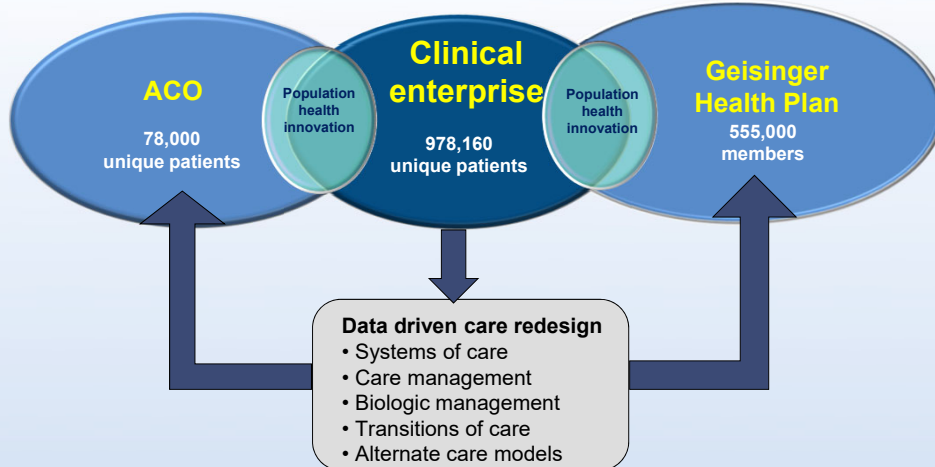 ACO
78,000
unique patients
Population
health
innovation
Clinical
enterprise
978,160
unique patients
Population
health
innovation
Geisinger
Health Plan
555,000
members
Data driven care redesign
• Systems of care
• Care management
• Biologic management
• Transitions of care
• Alternate care models